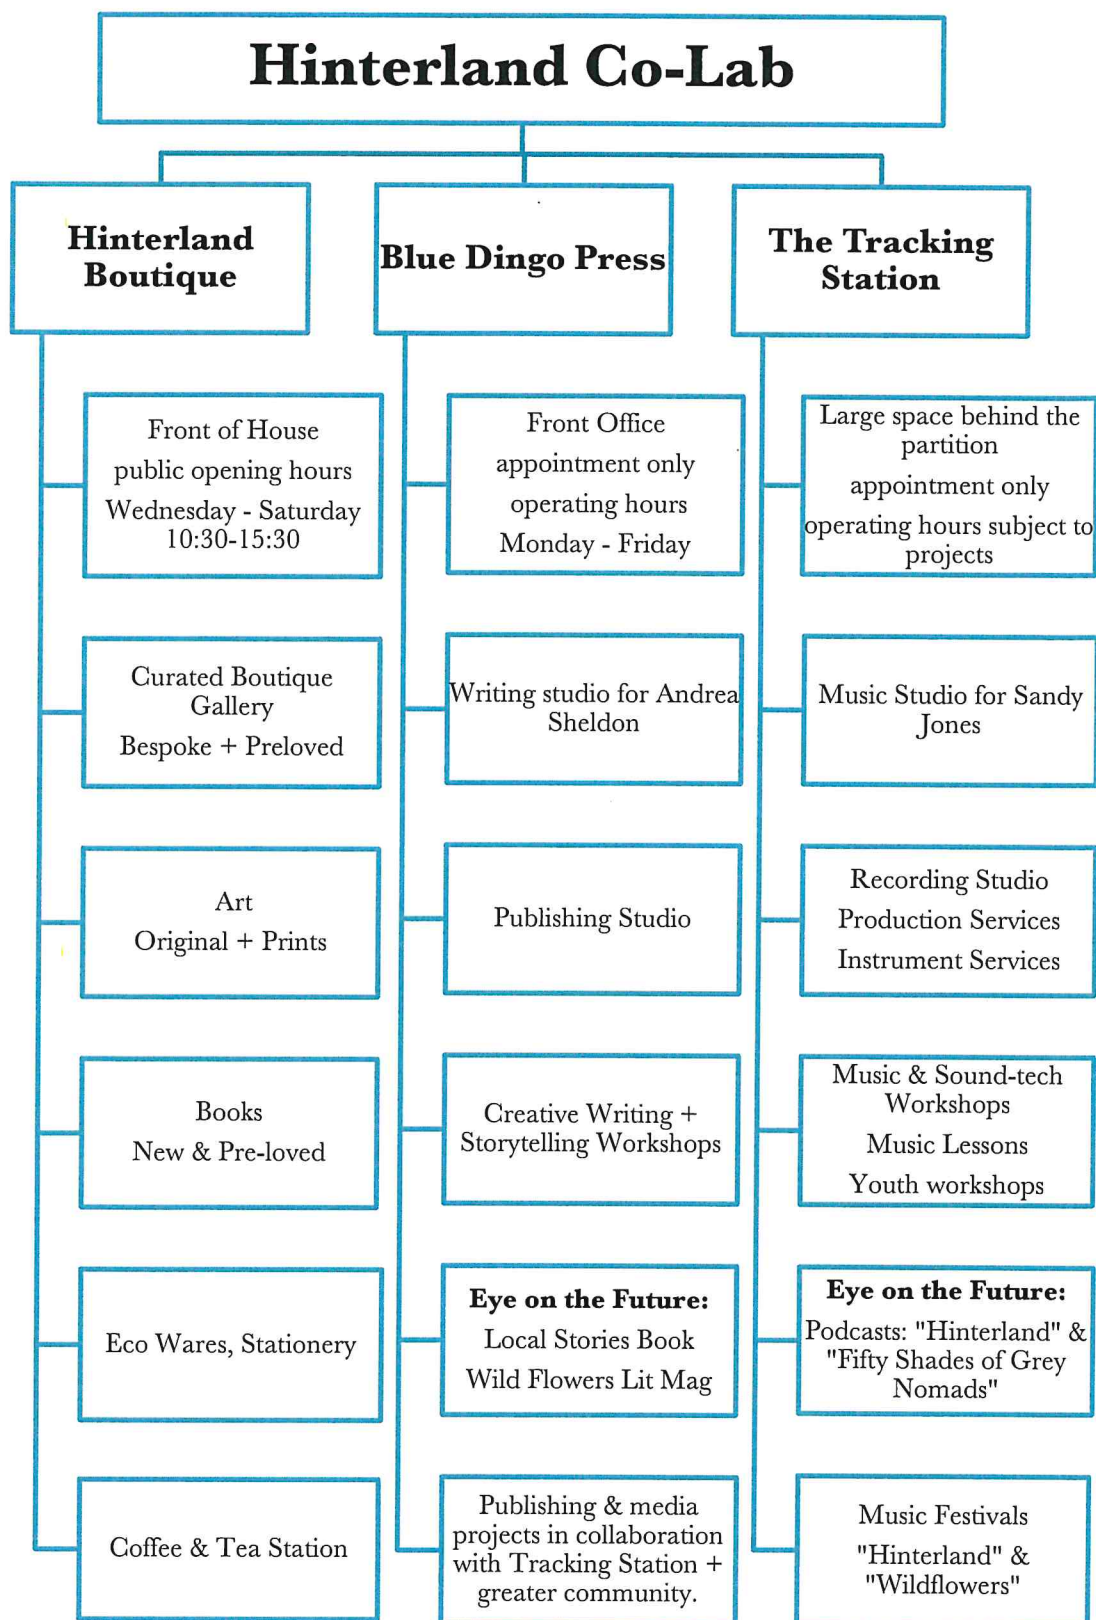 Hinterland Co-Lab
Hinterland
Boutique
Front of House
public opening hours
Wednesday - Saturday
10:30-15:30
Curated Boutique
Gallery
Bespoke + Preloved
Art
Original + Prints
Books
New & Pre-loved
Eco Wares, Stationery
Coffee & Tea Station
Blue Dingo Press
Front Office
appointment only
operating hours
Monday - Friday
Writing studio for Andrea
Sheldon
Publishing Studio
Creative Writing +
Storytelling Workshops
Eye on the Future:
Local Stories Book
Wild Flowers Lit Mag
Publishing & media
projects in collaboration
with Tracking Station +
greater community.
The Tracking
Station
Large space behind the
partition
appointment only
operating hours subject to
projects
Music Studio for Sandy
Jones
Recording Studio
Production Services
Instrument Services
Music & Sound-tech
Workshops
Music Lessons
Youth workshops
Eye on the Future:
Podcasts: "Hinterland" &
"Fifty Shades of Grey
Nomads"
Music Festivals
"Hinterland" &
"Wildflowers"